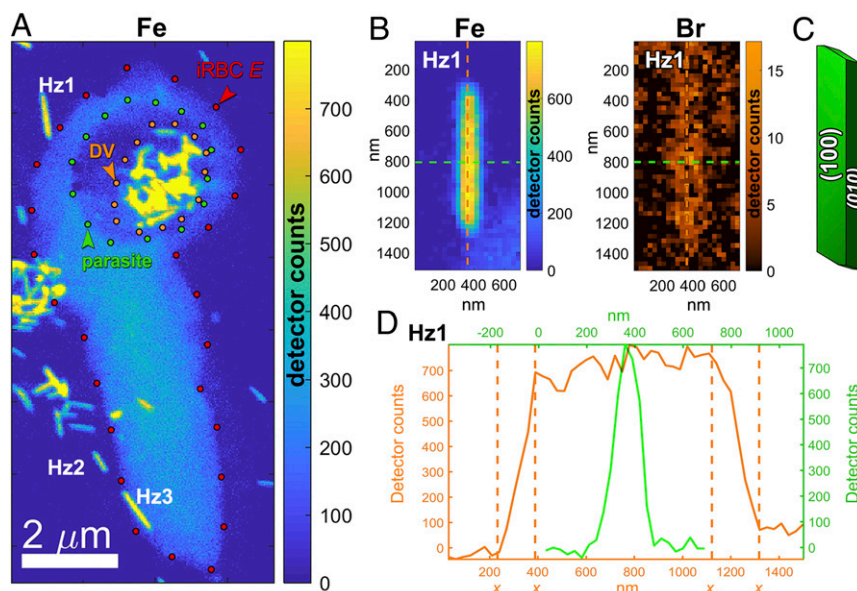 A
Fe
Hz1
iRBC E
DV
parasite
Hz2
Hz3
2 μm
700
600
500
400
300
200
100
0
detector counts
B
Fe
Hz1
200
400
600
800
1000
1200
1400
nm
200 400 600
nm
600
400
200
0
detector counts
Br
Hz1
200
400
600
800
1000
1200
1400
nm
200 400 600
nm
15
10
5
0
detector counts
C
(100)
(010)
D
Hz1
nm
-200 0 200 400 600 800 1000
700
600
500
400
300
200
100
0
Detector counts
700
600
500
400
300
200
100
0
Detector counts
200 400 600 800 1000 1200 1400
x x nm x x